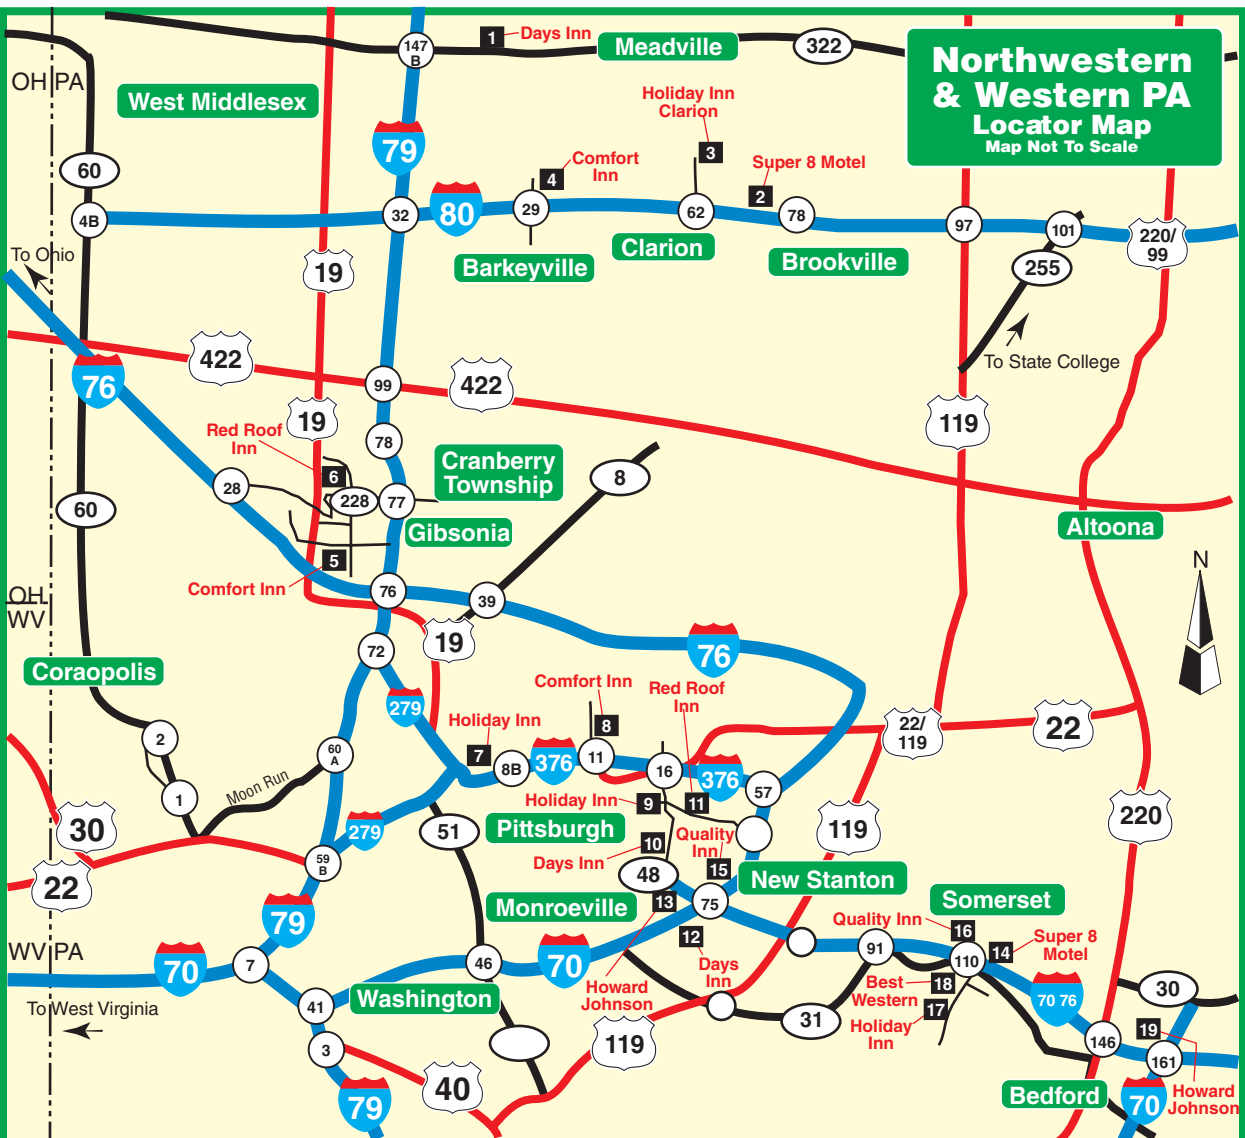 Northwestern
& Western PA
Locator Map
Map Not To Scale
1
Days Inn
147
B
Meadville
322
OH PA
West Middlesex
Holiday Inn
Clarion
3
79
60
4
Comfort
Inn
Super 8 Motel
2
4B
32
80
29
62
78
97
101
220/
99
To Ohio
19
Barkeyville
Clarion
Brookville
255
422
76
99
422
To State College
19
119
Red Roof
Inn
78
6
Cranberry
Township
8
28
228
77
60
Gibsonia
Altoona
5
Comfort Inn
76
39
N
OH
WV
19
72
76
Coraopolis
279
Comfort Inn
Red Roof
Inn
Holiday Inn
8
22/
119
22
2
60
A
7
8B
376
11
16
376
57
1
Moon Run
Holiday Inn
9
11
30
279
51
Pittsburgh
Quality
Inn
119
220
Days Inn
10
59
B
15
22
48
New Stanton
79
Monroeville
13
75
Somerset
Quality Inn
16
WV PA
12
91
110
14
Super 8
Motel
70
7
46
70
Days
Inn
Best
Western
18
Howard
Johnson
70 76
30
To West Virginia
41
Washington
31
17
Holiday
Inn
119
3
146
19
161
40
79
Bedford
70
Howard
Johnson